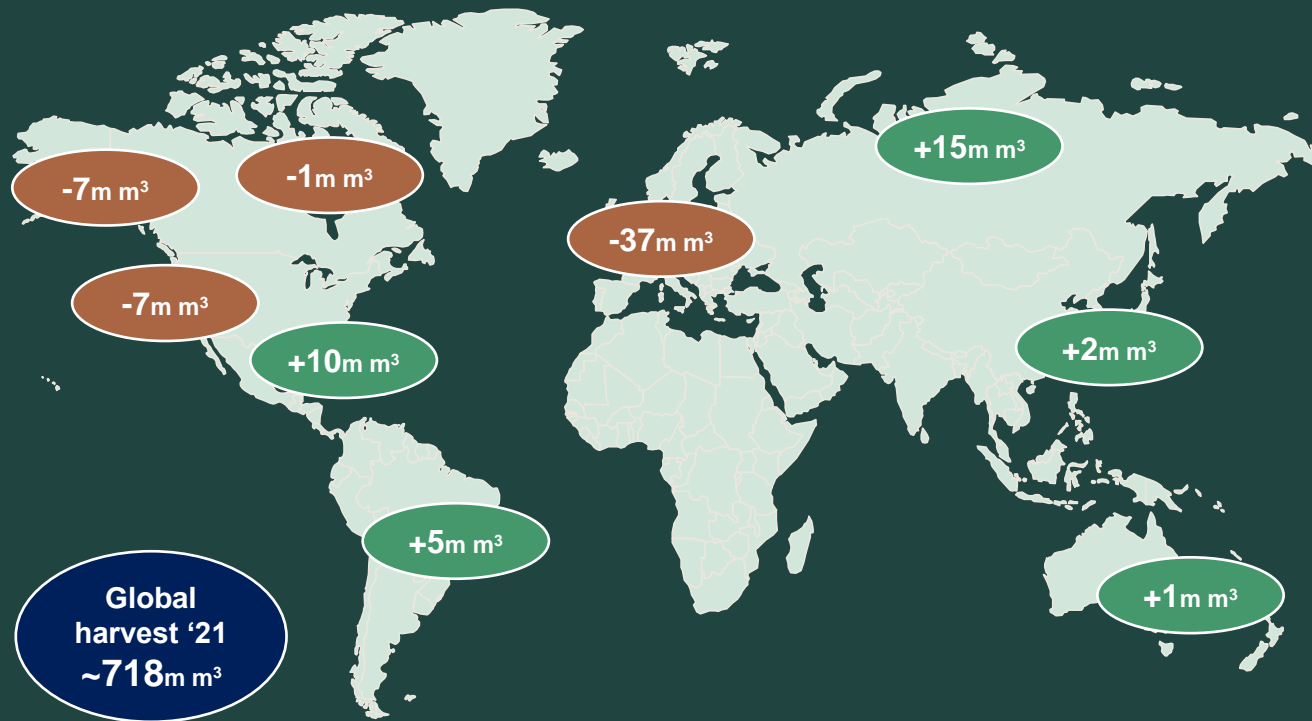 +15m m³
-7m m³
-1m m³
-37m m³
-7m m³
+10m m³
+2m m³
+5m m³
+1m m³
Global
harvest ‘21
~718m m³